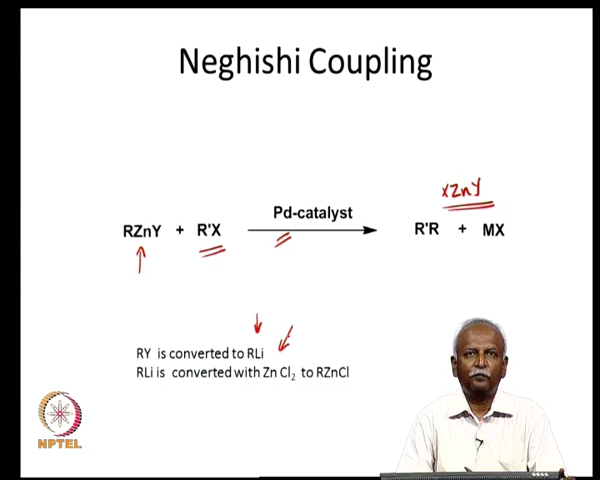 Neghishi Coupling
XZnY
Pd-catalyst
RZnY + R'X R'R + MX
RY is converted to RLi
RLi is converted with Zn Cl₂ to RZnCl
NPTEL